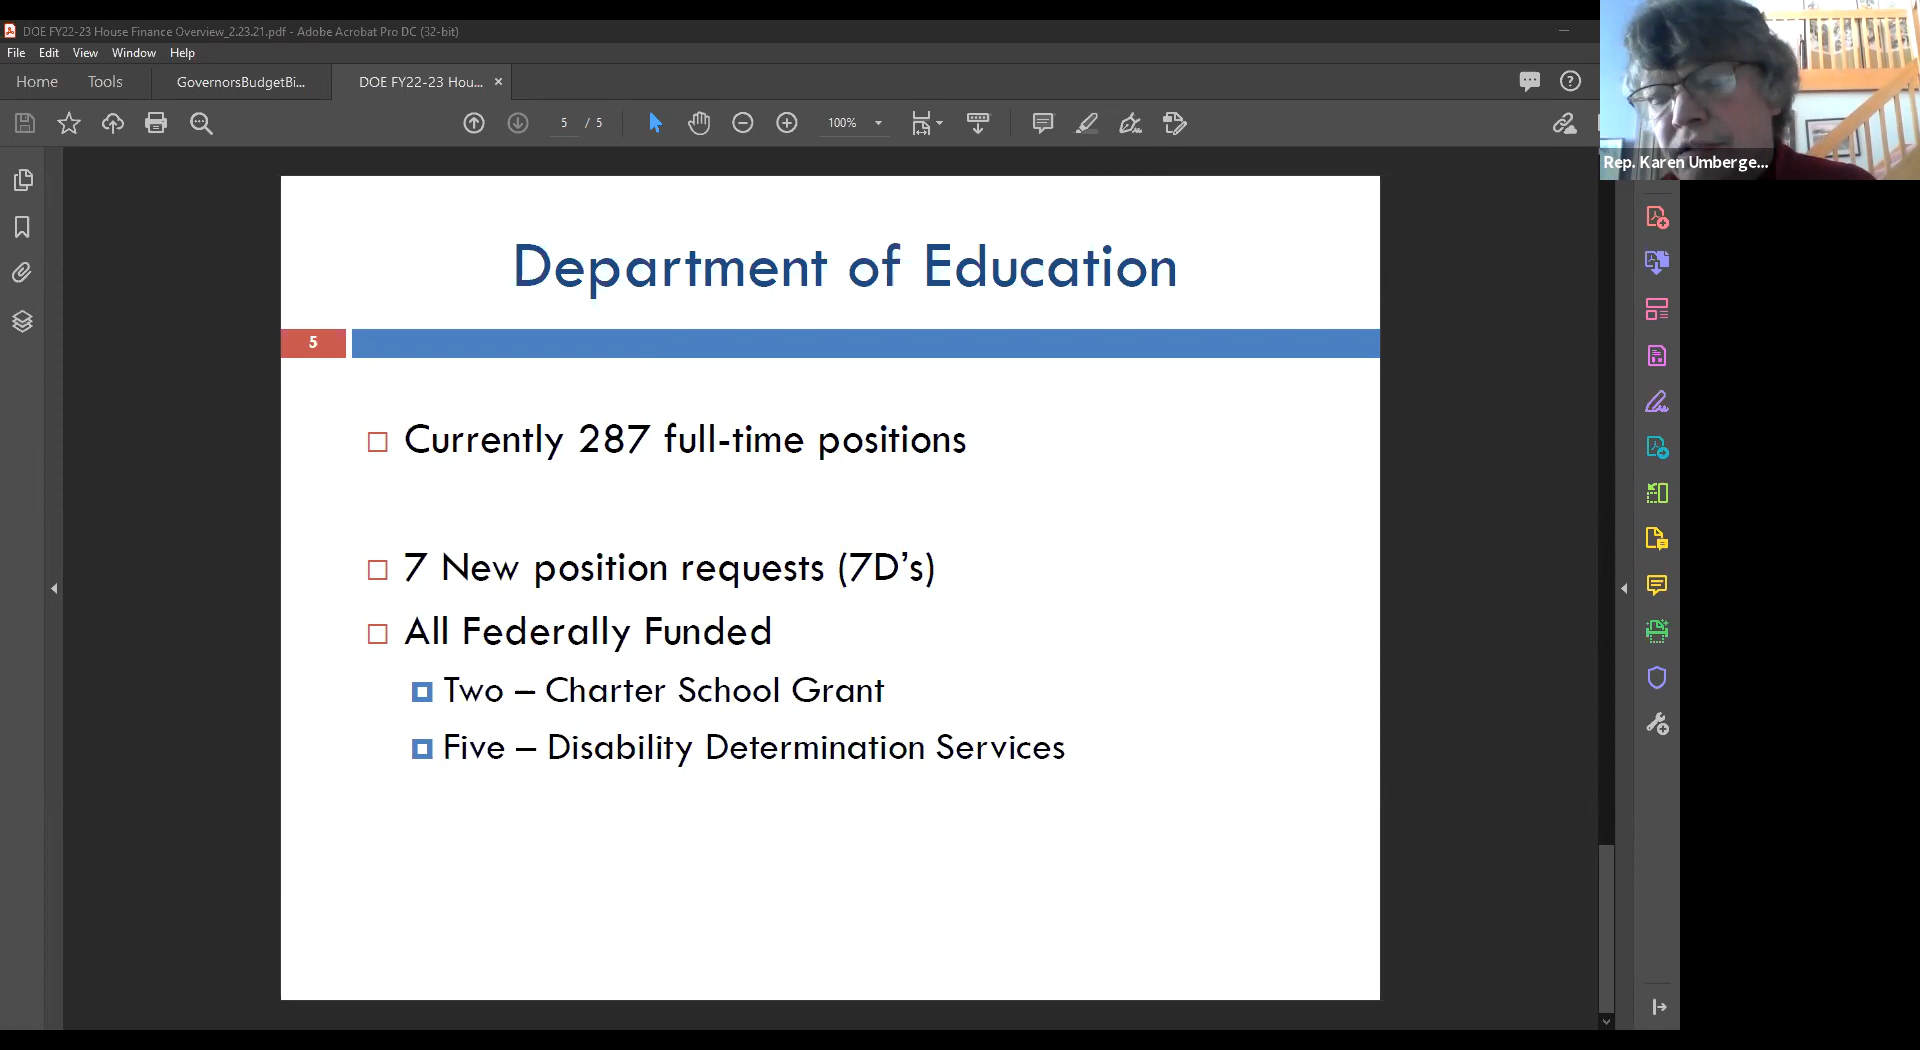 DOE FY22-23 House Finance Overview_2.23.21.pdf - Adobe Acrobat Pro DC (32-bit)
File Edit View Window Help
Home Tools GovernorsBudgetBi... DOE FY22-23 Hou... ×
5 / 5 100%
Rep. Karen Umberge...
Department of Education
5
Currently 287 full-time positions
7 New position requests (7D’s)
All Federally Funded
Two – Charter School Grant
Five – Disability Determination Services